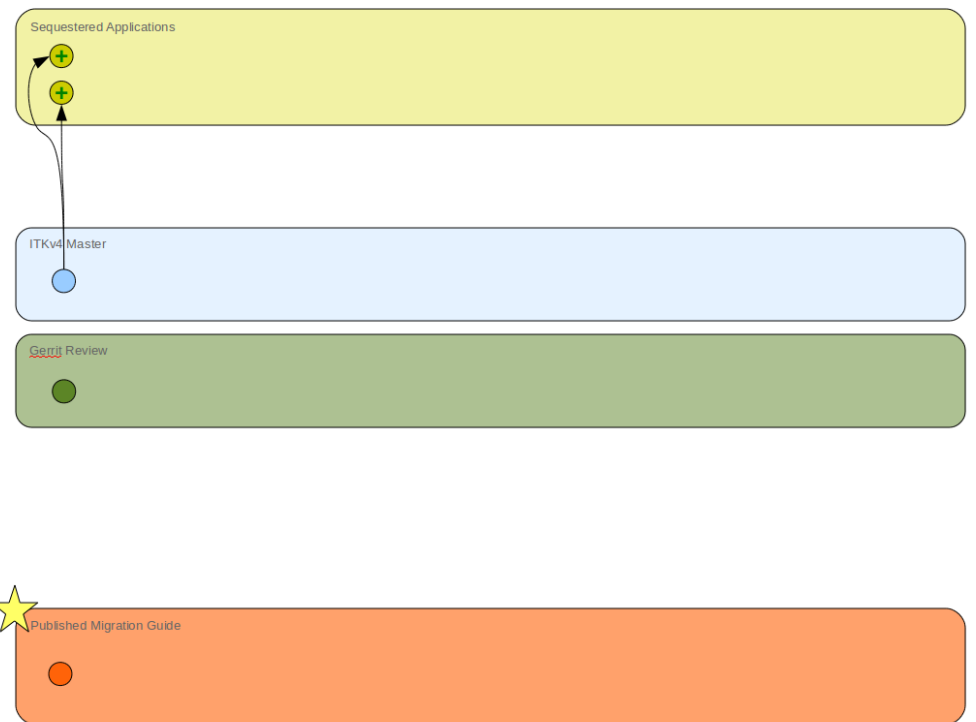 Sequestered Applications
+
+
ITKv4 Master
Gerrit Review
Published Migration Guide